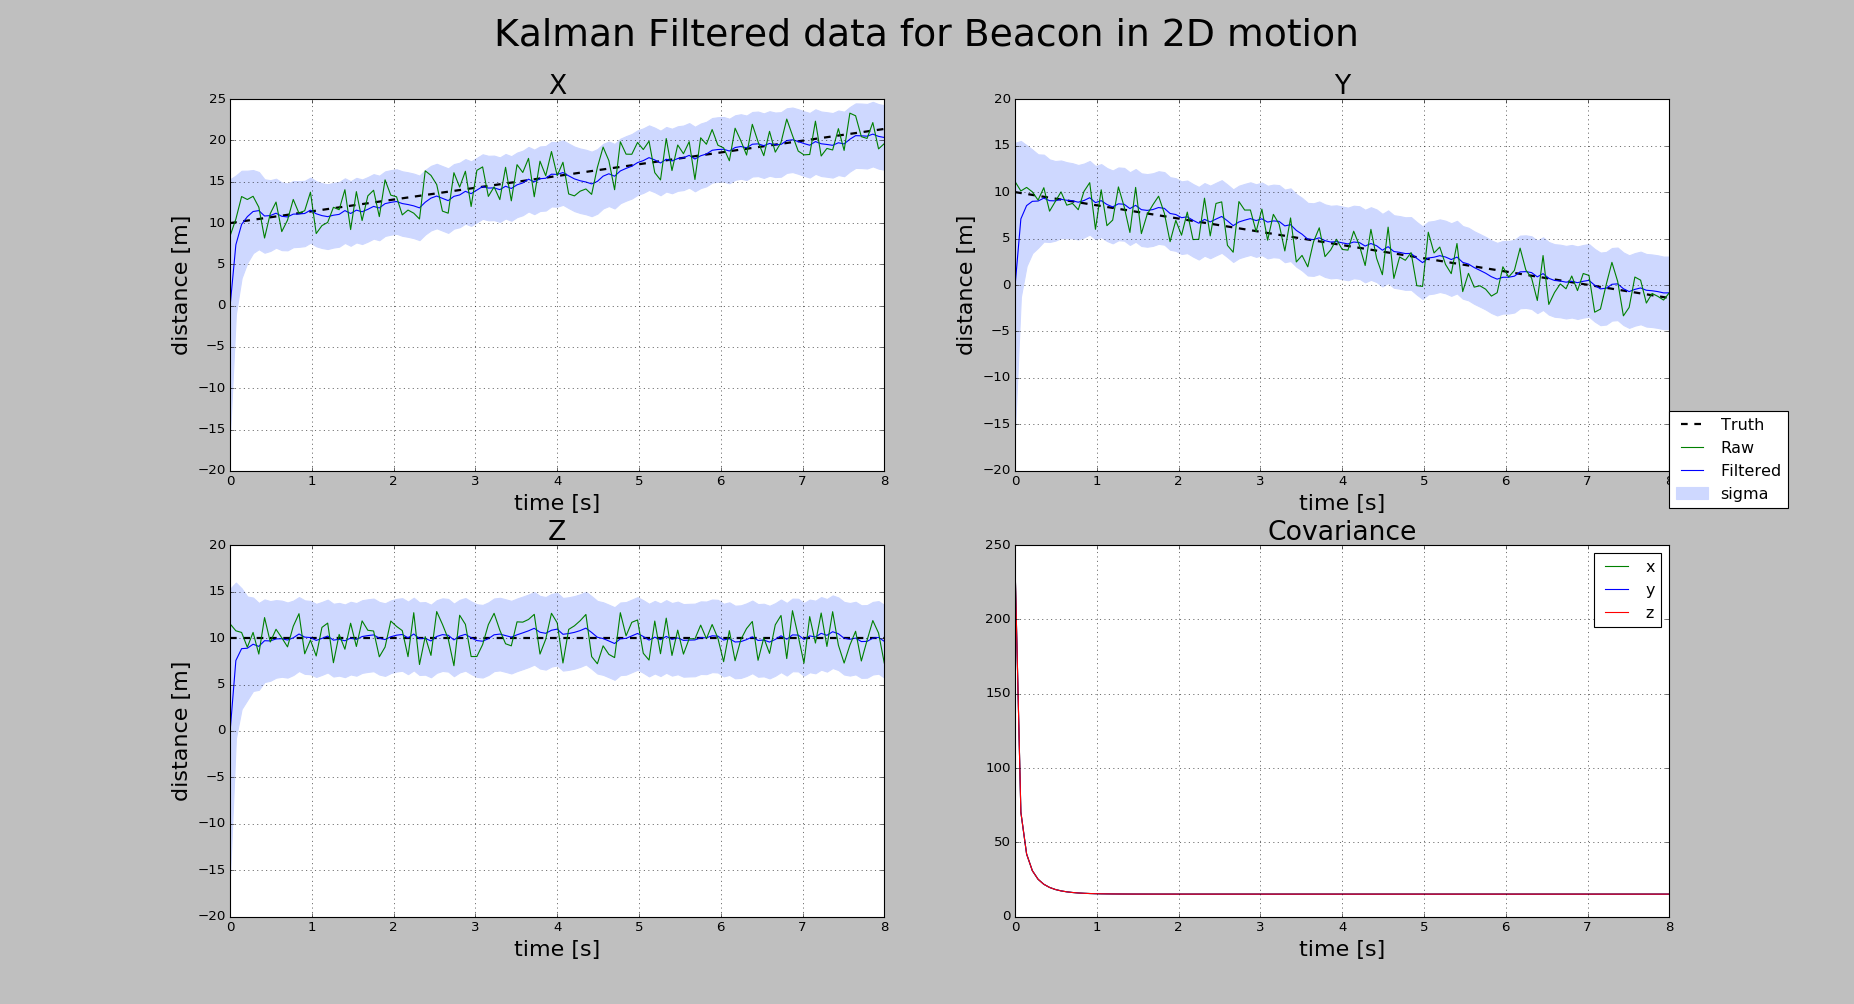 Kalman Filtered data for Beacon in 2D motion
X
25
20
15
10
5
0
−5
−10
−15
−20
distance [m]
0 1 2 3 4 5 6 7 8
time [s]
Y
20
15
10
5
0
−5
−10
−15
−20
distance [m]
0 1 2 3 4 5 6 7 8
time [s]
Truth
Raw
Filtered
sigma
Z
20
15
10
5
0
−5
−10
−15
−20
distance [m]
0 1 2 3 4 5 6 7 8
time [s]
Covariance
250
200
150
100
50
0
x
y
z
0 1 2 3 4 5 6 7 8
time [s]